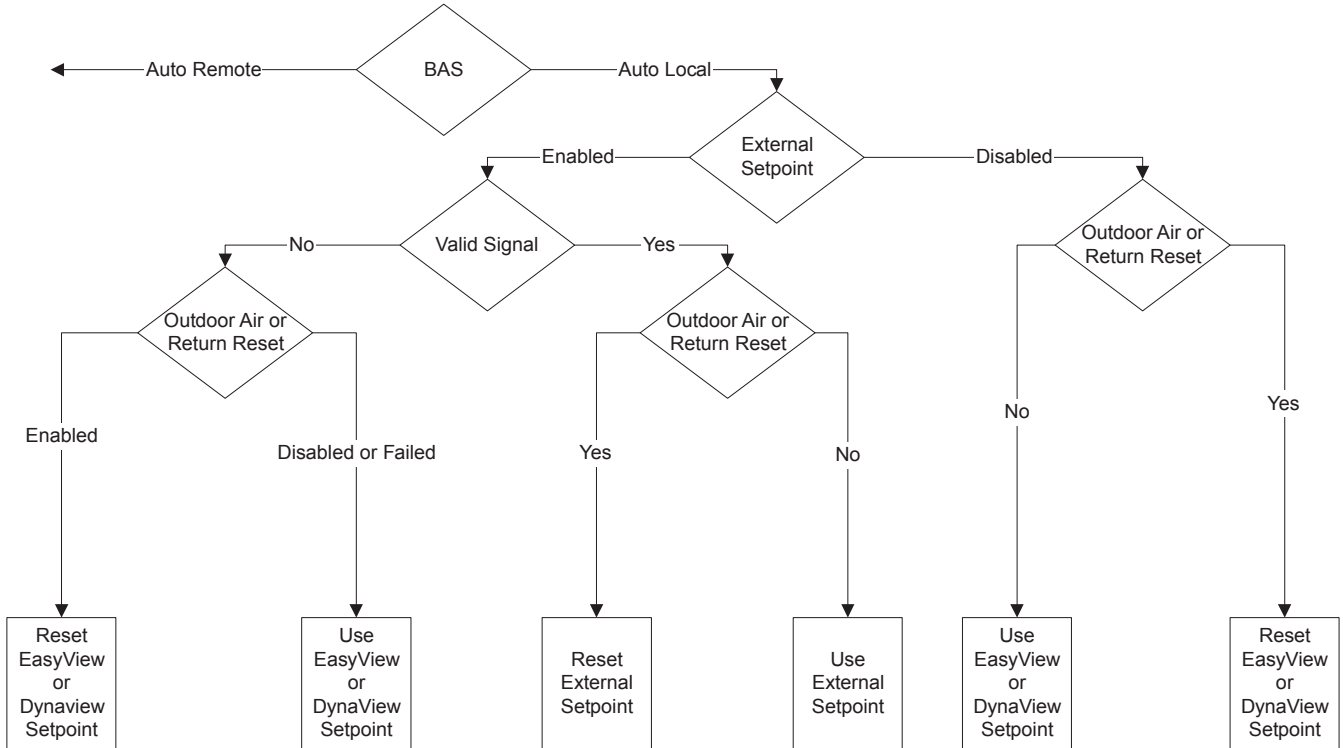 Auto Remote
BAS
Auto Local
External
Setpoint
Enabled
Disabled
No
Valid Signal
Yes
Outdoor Air or
Return Reset
Outdoor Air or
Return Reset
Outdoor Air or
Return Reset
Enabled
Disabled or Failed
Yes
No
No
Yes
Reset
EasyView
or
Dynaview
Setpoint
Use
EasyView
or
DynaView
Setpoint
Reset
External
Setpoint
Use
External
Setpoint
Use
EasyView
or
DynaView
Setpoint
Reset
EasyView
or
DynaView
Setpoint